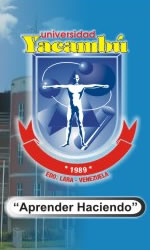 universidad
Yacambú
* 1989 *
EDO. LARA - VENEZUELA
“Aprender Haciendo”